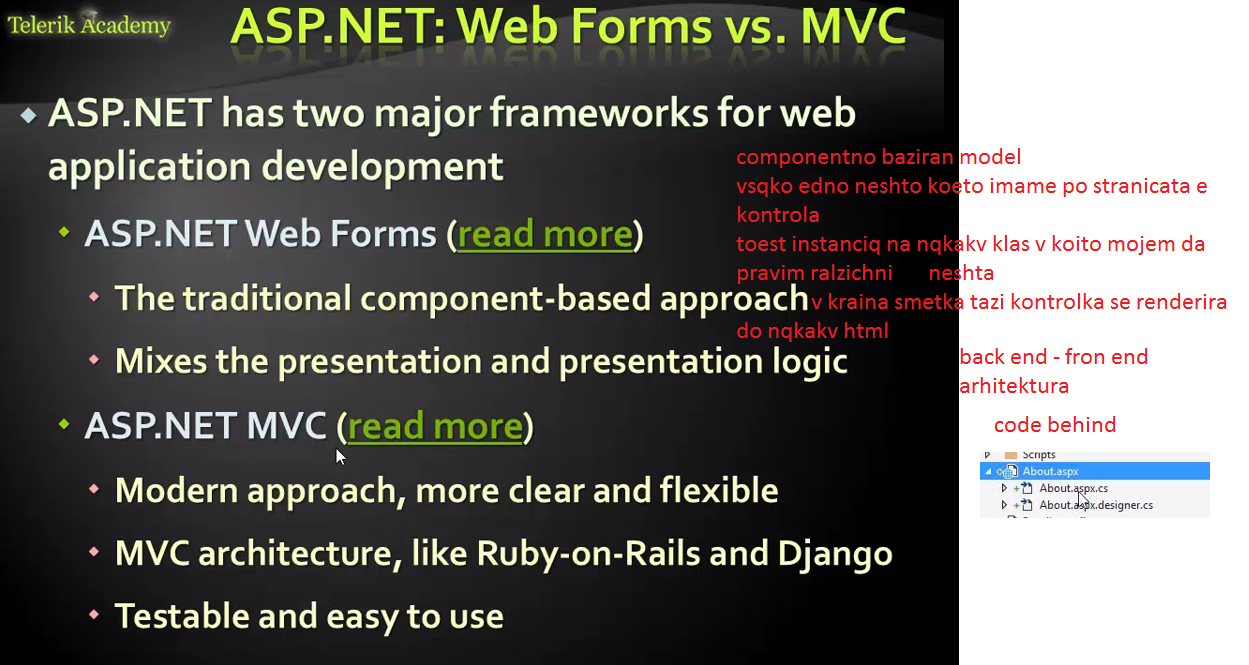 Telerik Academy
ASP.NET: Web Forms vs. MVC
ASP.NET has two major frameworks for web
application development
ASP.NET Web Forms (read more)
The traditional component-based approach
Mixes the presentation and presentation logic
ASP.NET MVC (read more)
Modern approach, more clear and flexible
MVC architecture, like Ruby-on-Rails and Django
Testable and easy to use
componentno baziran model
vsqko edno neshto koeto imame po stranicata e
kontrola
toest instanciq na nqkakv klas v koito mojem da
pravim ralzichni neshta
v kraina smetka tazi kontrolka se renderira
do nqkakv html
back end - fron end
arhitektura
code behind
Scripts
About.aspx
About.aspx.cs
About.aspx.designer.cs